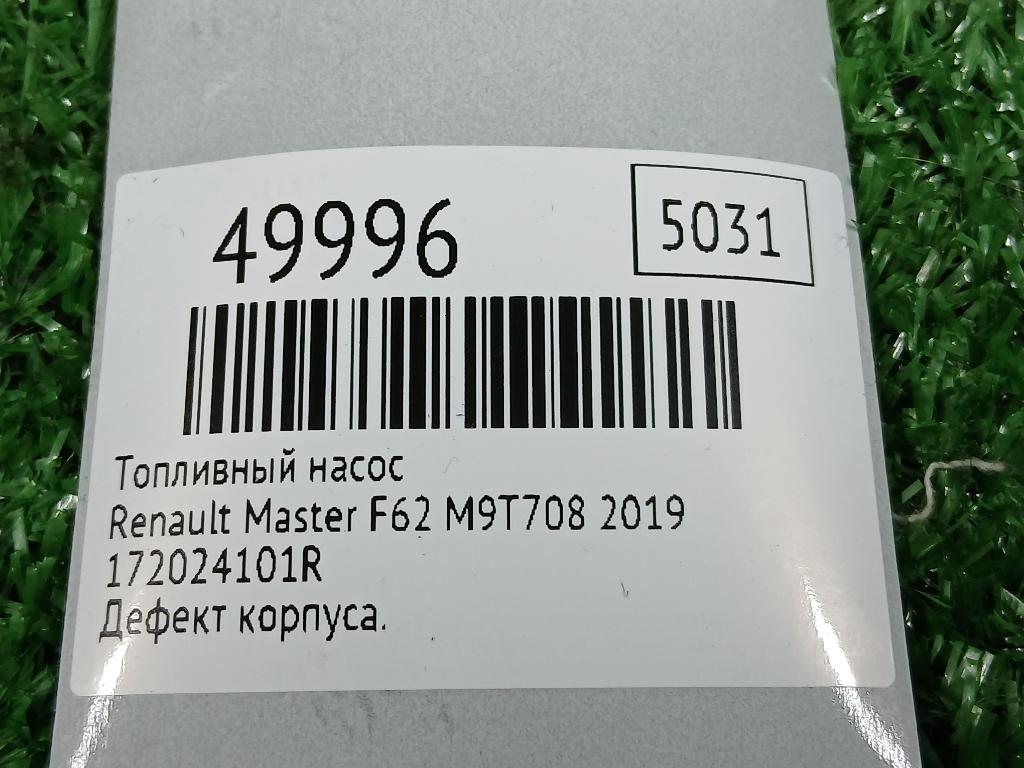 49996
5031
Топливный насос
Renault Master F62 M9T708 2019
172024101R
Дефект корпуса.